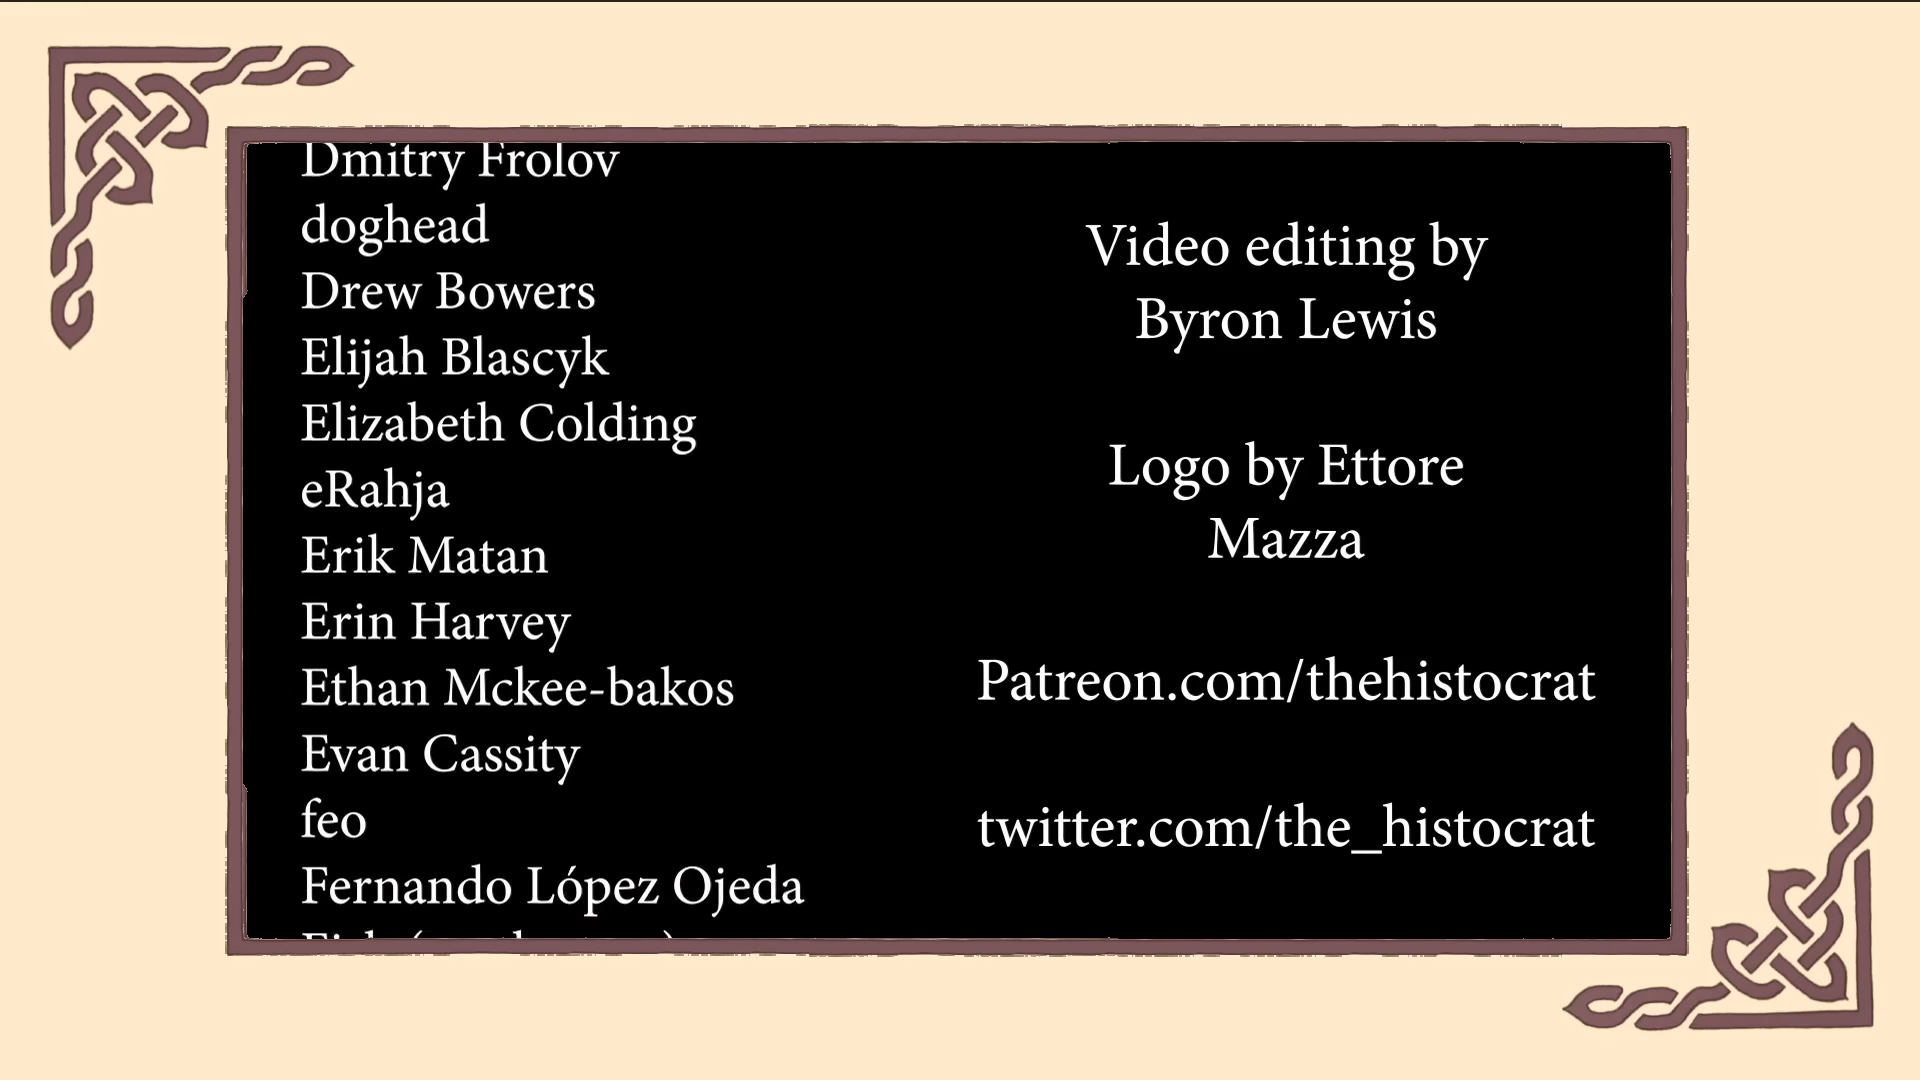 Dmitry Frolov
doghead
Drew Bowers
Elijah Blascyk
Elizabeth Colding
eRahja
Erik Matan
Erin Harvey
Ethan Mckee-bakos
Evan Cassity
feo
Fernando López Ojeda
Video editing by
Byron Lewis
Logo by Ettore
Mazza
Patreon.com/thehistocrat
twitter.com/the_histocrat